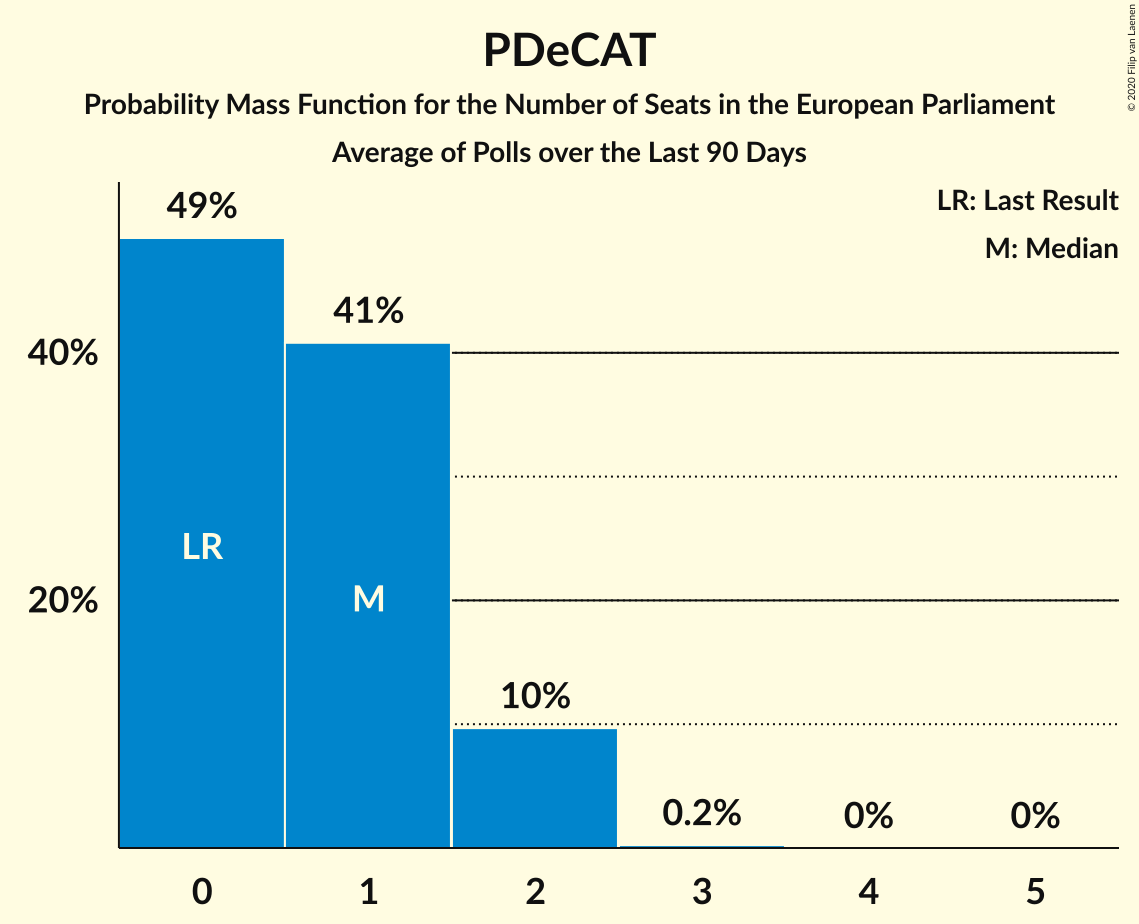 PDeCAT
Probability Mass Function for the Number of Seats in the European Parliament
Average of Polls over the Last 90 Days
© 2020 Filip van Laenen
LR: Last Result
M: Median
49%
41%
40%
LR
M
20%
10%
0.2%
0%
0%
0 1 2 3 4 5